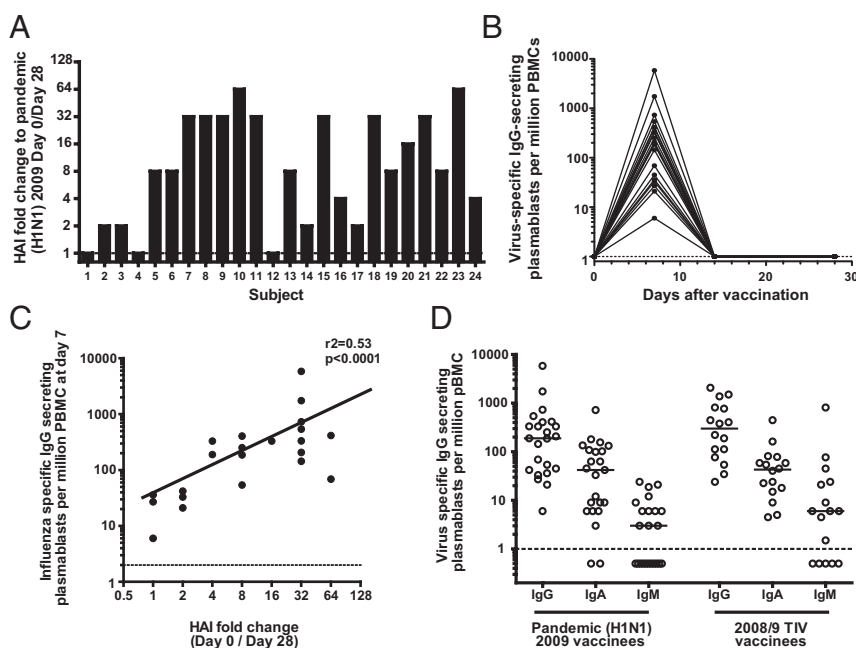 A
HAI fold change to pandemic
(H1N1) 2009 Day 0/Day 28
128
64
32
16
8
4
2
1
1 2 3 4 5 6 7 8 9 10 11 12 13 14 15 16 17 18 19 20 21 22 23 24
Subject
B
Virus-specific IgG-secreting
plasmablasts per million PBMCs
10000
1000
100
10
1
0 10 20 30
Days after vaccination
C
Influenza specific IgG secreting
plasmablasts per million PBMC at day 7
10000
1000
100
10
1
r2=0.53
p<0.0001
0.5 1 2 4 8 16 32 64 128
HAI fold change
(Day 0 / Day 28)
D
Virus specific IgG secreting
plasmablasts per million pBMC
10000
1000
100
10
1
IgG IgA IgM IgG IgA IgM
Pandemic (H1N1)
2009 vaccinees
2008/9 TIV
vaccinees